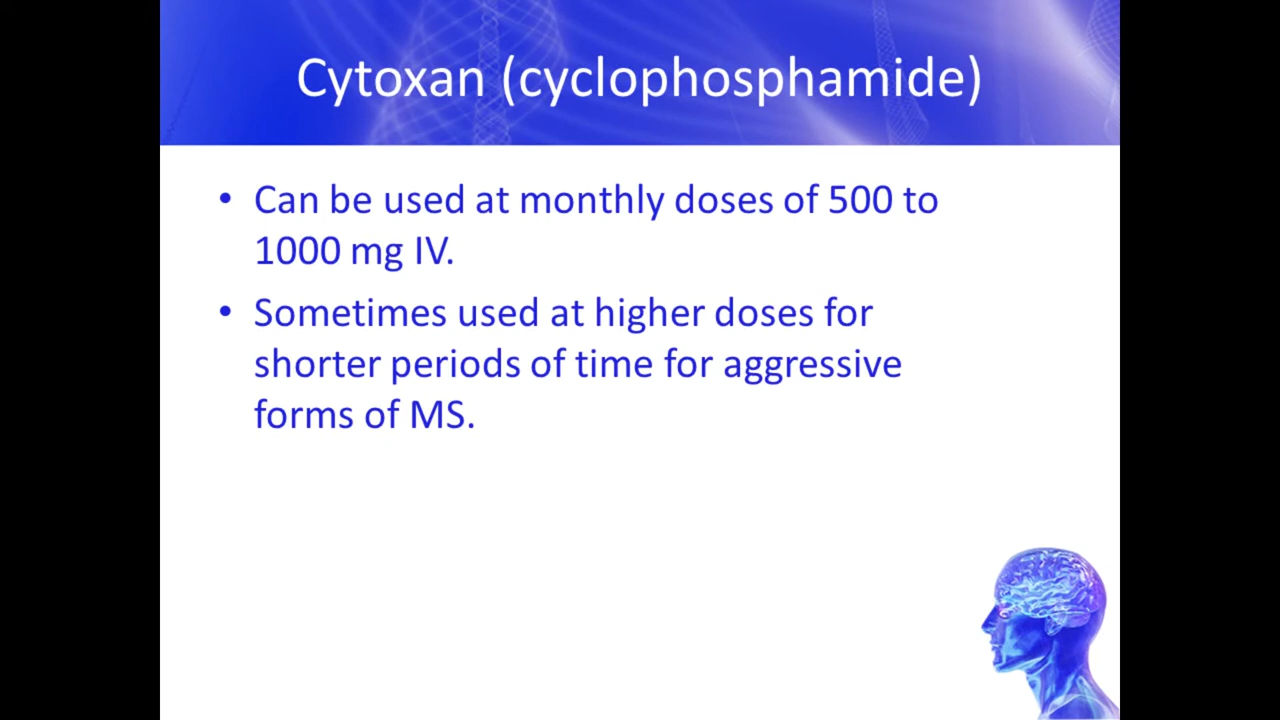 Cytoxan (cyclophosphamide)
• Can be used at monthly doses of 500 to
1000 mg IV.
• Sometimes used at higher doses for
shorter periods of time for aggressive
forms of MS.